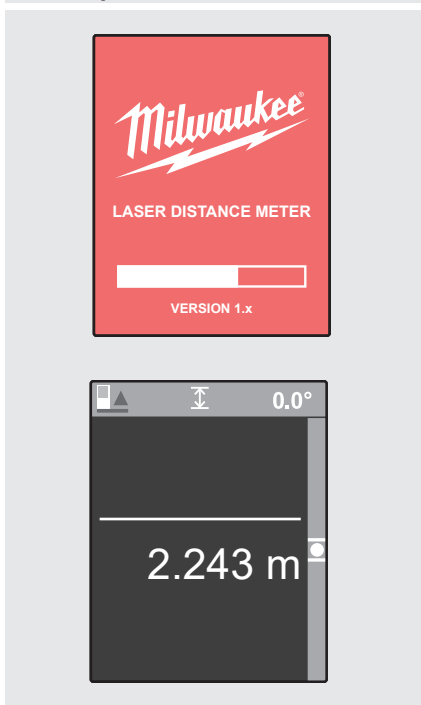 Milwaukee®
LASER DISTANCE METER
VERSION 1.x
0.0°
2.243 m